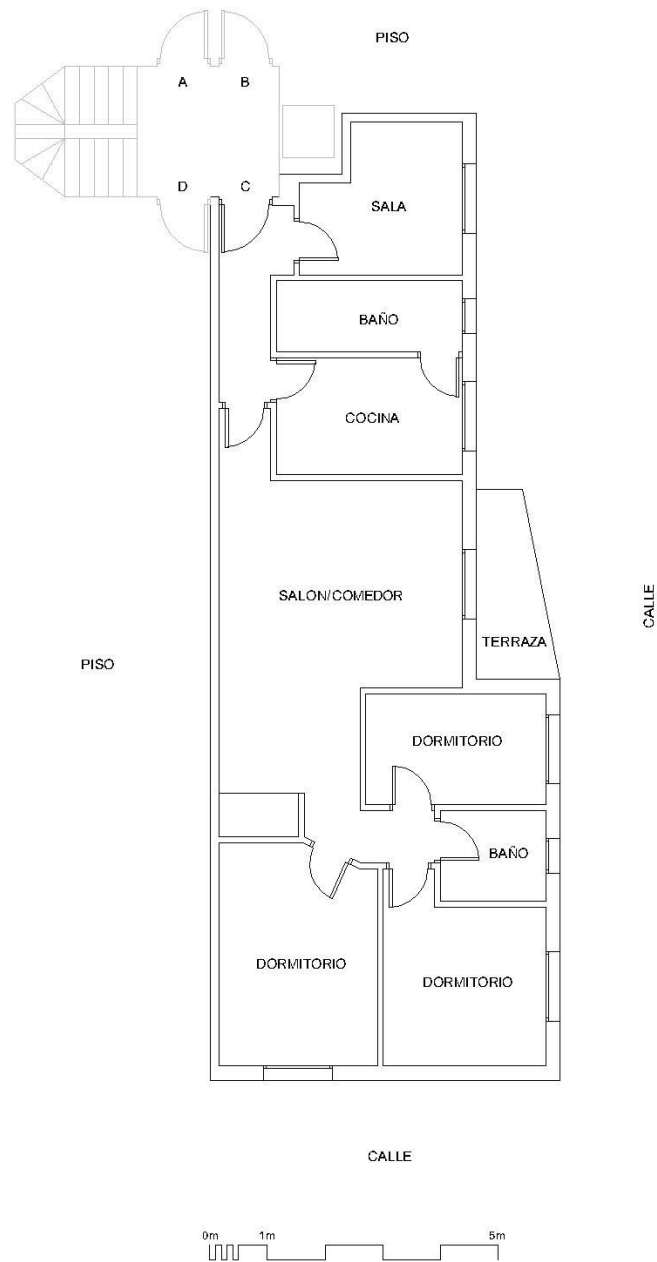 PISO
A B
D C
SALA
BAÑO
COCINA
SALON/COMEDOR
CALLE
TERRAZA
PISO
DORMITORIO
BAÑO
DORMITORIO
DORMITORIO
CALLE
0m 1m 5m